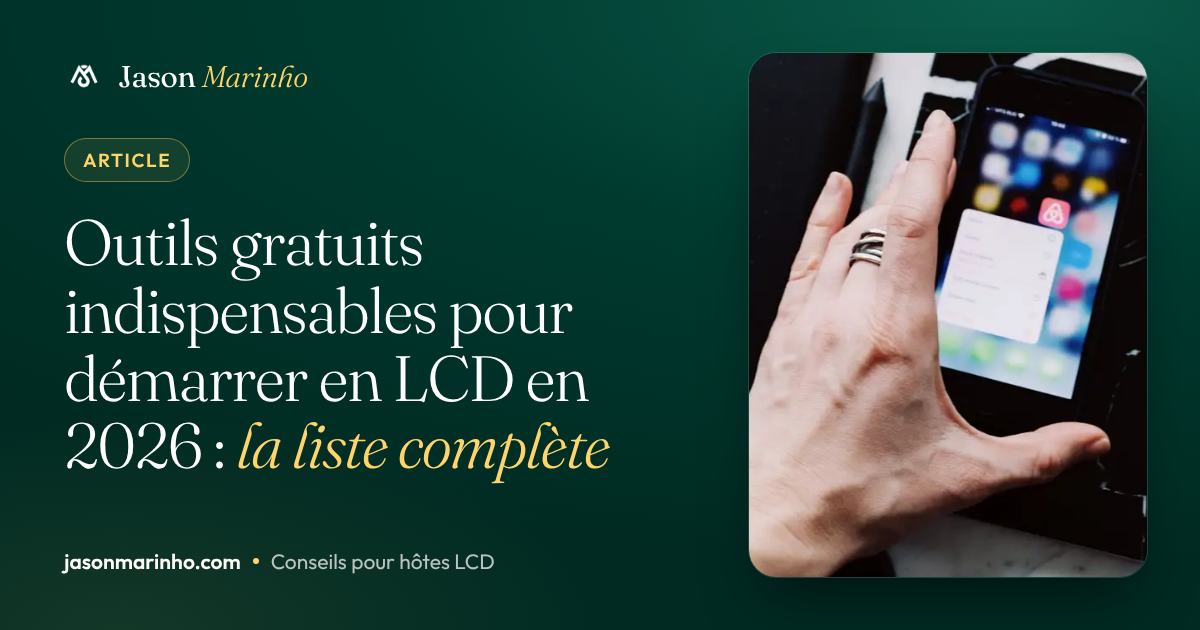 Jason Marinho
ARTICLE
Outils gratuits
indispensables pour
démarrer en LCD en
2026 : la liste complète
jasonmarinho.com • Conseils pour hôtes LCD